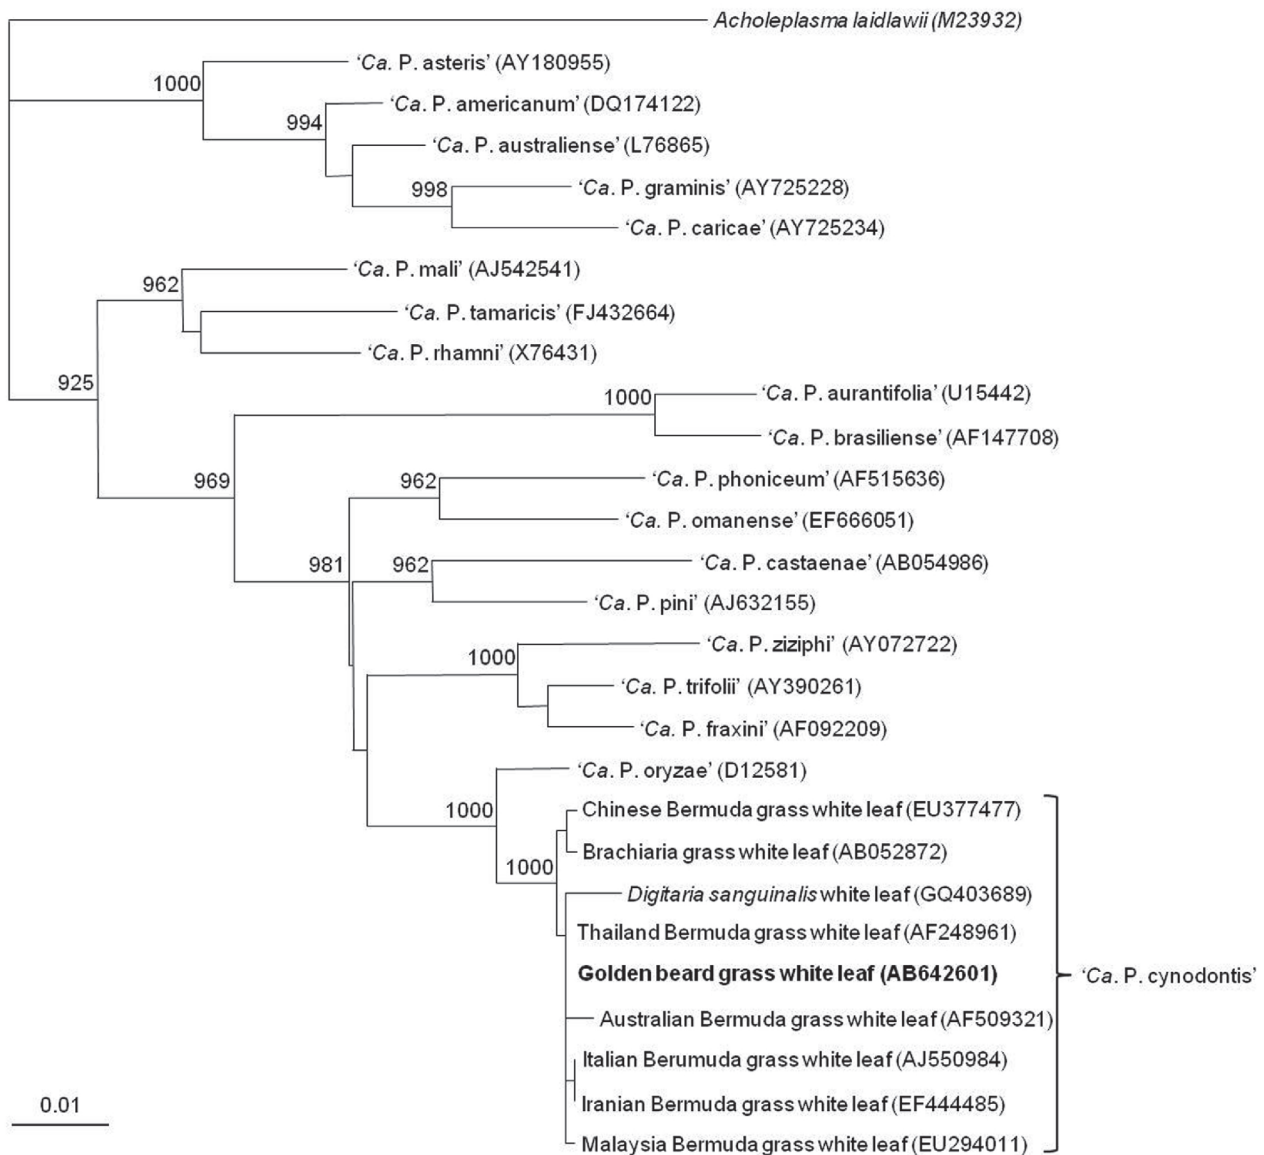 Acholeplasma laidlawii (M23932)
‘Ca. P. asteris’ (AY180955)
1000
‘Ca. P. americanum’ (DQ174122)
994
‘Ca. P. australiense’ (L76865)
998
‘Ca. P. graminis’ (AY725228)
‘Ca. P. caricae’ (AY725234)
‘Ca. P. mali’ (AJ542541)
962
‘Ca. P. tamaricis’ (FJ432664)
‘Ca. P. rhamni’ (X76431)
925
‘Ca. P. aurantifolia’ (U15442)
1000
‘Ca. P. brasiliense’ (AF147708)
969
962
‘Ca. P. phoniceum’ (AF515636)
‘Ca. P. omanense’ (EF666051)
981
962
‘Ca. P. castaenae’ (AB054986)
‘Ca. P. pini’ (AJ632155)
‘Ca. P. ziziphi’ (AY072722)
1000
‘Ca. P. trifolii’ (AY390261)
‘Ca. P. fraxini’ (AF092209)
‘Ca. P. oryzae’ (D12581)
1000
Chinese Bermuda grass white leaf (EU377477)
Brachiaria grass white leaf (AB052872)
1000
Digitaria sanguinalis white leaf (GQ403689)
Thailand Bermuda grass white leaf (AF248961)
Golden beard grass white leaf (AB642601)
‘Ca. P. cynodontis’
Australian Bermuda grass white leaf (AF509321)
Italian Berumuda grass white leaf (AJ550984)
Iranian Bermuda grass white leaf (EF444485)
Malaysia Bermuda grass white leaf (EU294011)
0.01